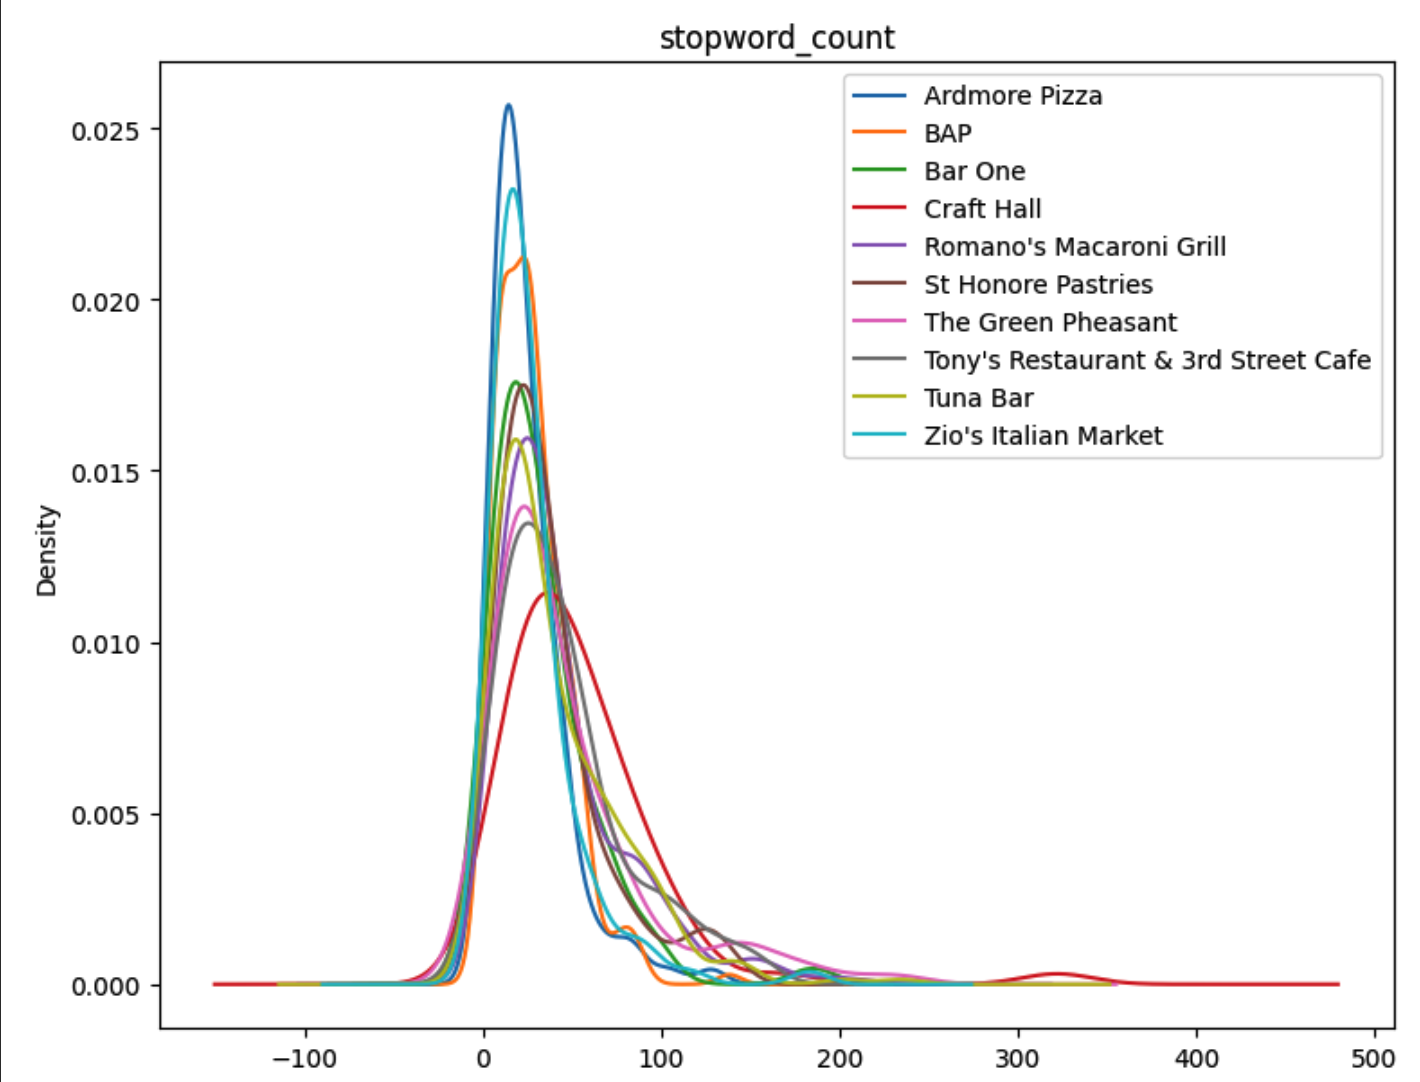 stopword_count
Ardmore Pizza
BAP
Bar One
Craft Hall
Romano's Macaroni Grill
St Honore Pastries
The Green Pheasant
Tony's Restaurant & 3rd Street Cafe
Tuna Bar
Zio's Italian Market
Density
0.025
0.020
0.015
0.010
0.005
0.000
−100
0
100
200
300
400
500